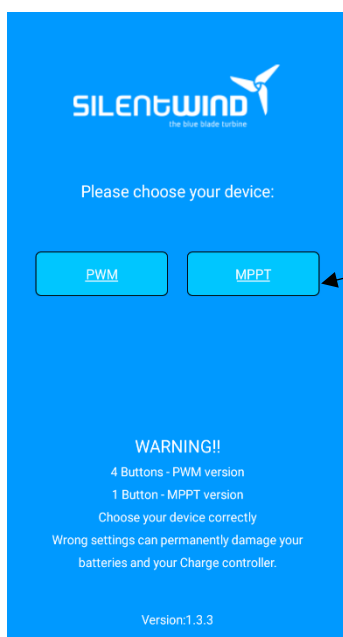 SILENTWIND
the blue blade turbine
Please choose your device:
PWM MPPT
WARNING!!
4 Buttons - PWM version
1 Button - MPPT version
Choose your device correctly
Wrong settings can permanently damage your
batteries and your Charge controller.
Version:1.3.3